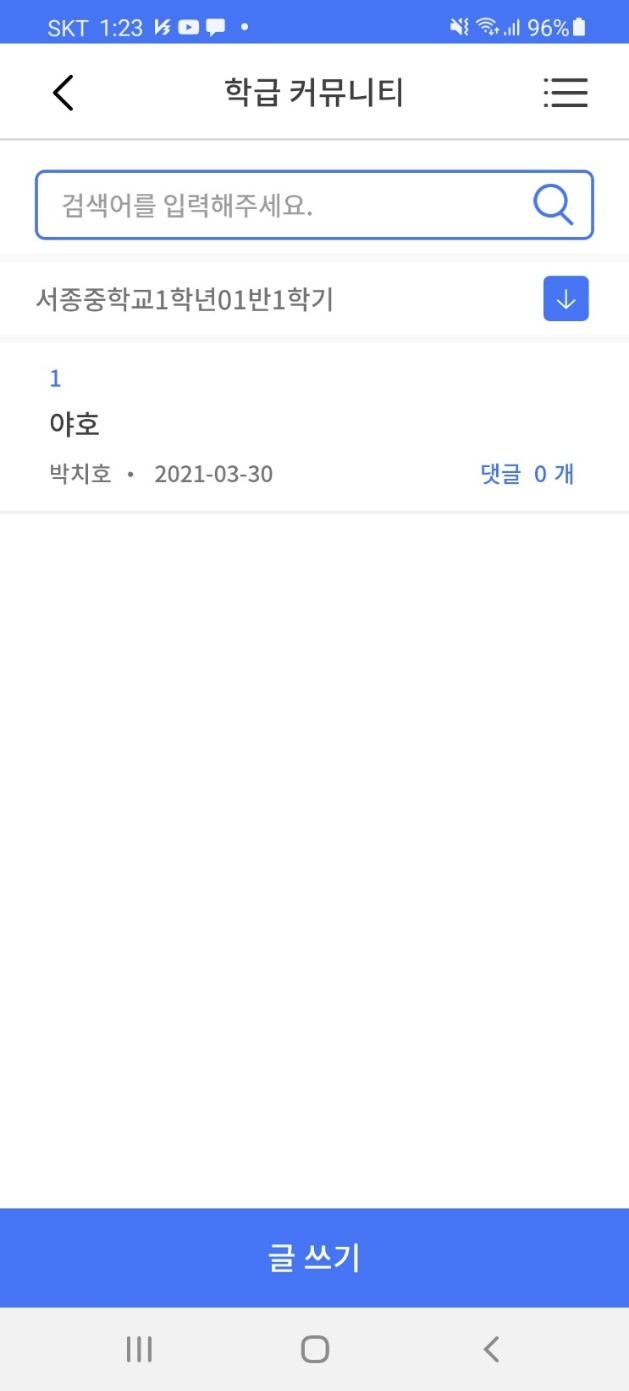 SKT 1:23 96%
학급 커뮤니티
검색어를 입력해주세요.
서종중학교1학년01반1학기
1
야호
박치호 • 2021-03-30 댓글 0 개
글 쓰기